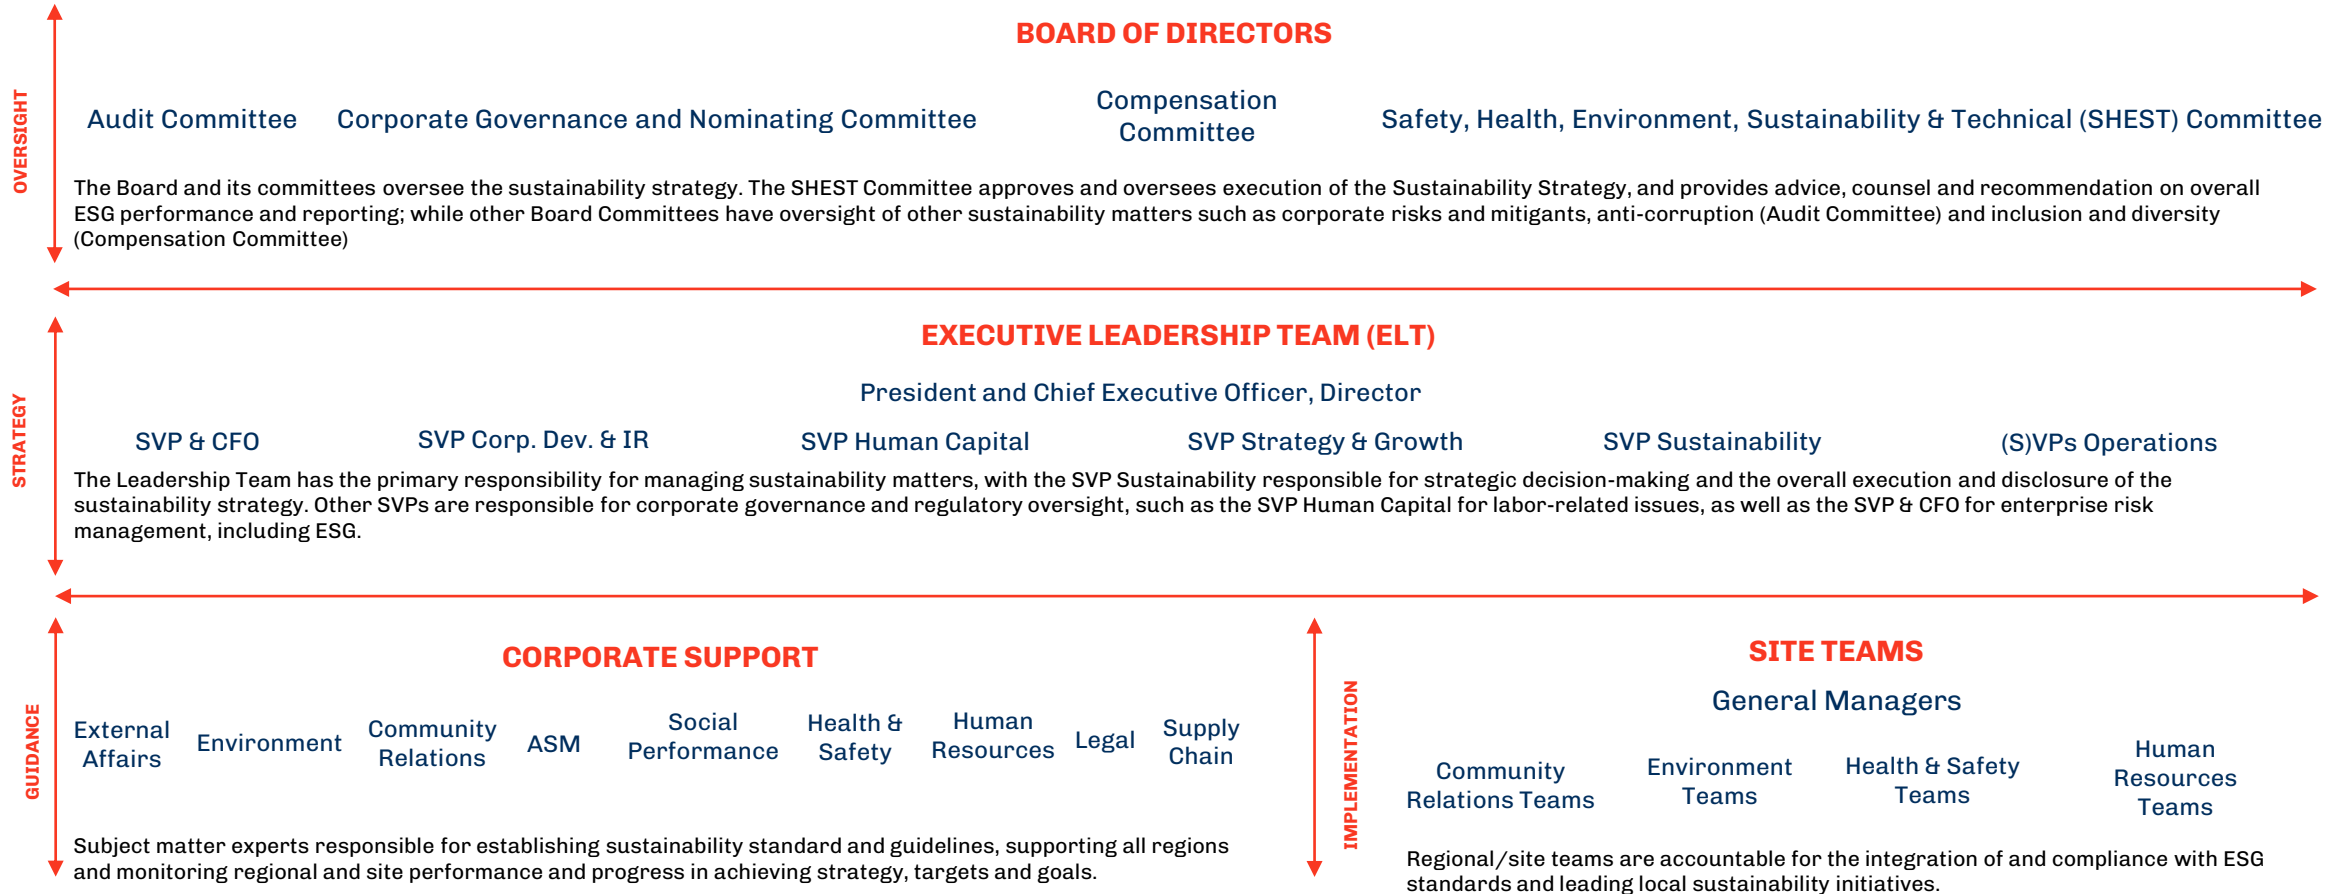 BOARD OF DIRECTORS
OVERSIGHT
Audit Committee
Corporate Governance and Nominating Committee
Compensation
Committee
Safety, Health, Environment, Sustainability & Technical (SHEST) Committee
The Board and its committees oversee the sustainability strategy. The SHEST Committee approves and oversees execution of the Sustainability Strategy, and provides advice, counsel and recommendation on overall
ESG performance and reporting; while other Board Committees have oversight of other sustainability matters such as corporate risks and mitigants, anti-corruption (Audit Committee) and inclusion and diversity
(Compensation Committee)
EXECUTIVE LEADERSHIP TEAM (ELT)
STRATEGY
President and Chief Executive Officer, Director
SVP & CFO
SVP Corp. Dev. & IR
SVP Human Capital
SVP Strategy & Growth
SVP Sustainability
(S)VPs Operations
The Leadership Team has the primary responsibility for managing sustainability matters, with the SVP Sustainability responsible for strategic decision-making and the overall execution and disclosure of the
sustainability strategy. Other SVPs are responsible for corporate governance and regulatory oversight, such as the SVP Human Capital for labor-related issues, as well as the SVP & CFO for enterprise risk
management, including ESG.
CORPORATE SUPPORT
GUIDANCE
External
Affairs
Environment
Community
Relations
ASM
Social
Performance
Health &
Safety
Human
Resources
Legal
Supply
Chain
Subject matter experts responsible for establishing sustainability standard and guidelines, supporting all regions
and monitoring regional and site performance and progress in achieving strategy, targets and goals.
SITE TEAMS
IMPLEMENTATION
General Managers
Community
Relations Teams
Environment
Teams
Health & Safety
Teams
Human
Resources
Teams
Regional/site teams are accountable for the integration of and compliance with ESG
standards and leading local sustainability initiatives.